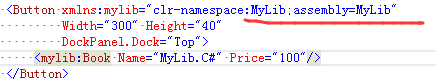 <Button xmlns:mylib="clr-namespace:MyLib;assembly=MyLib"
Width="300" Height="40"
DockPanel.Dock="Top">
<mylib:Book Name="MyLib.C#" Price="100"/>
</Button>